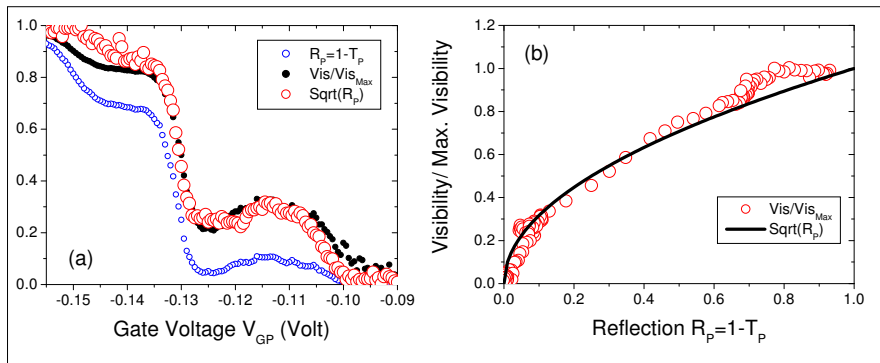 1.0
0.8
0.6
0.4
0.2
0.0
(a)
R_P=1-T_P
Vis/Vis_Max
Sqrt(R_P)
-0.15 -0.14 -0.13 -0.12 -0.11 -0.10 -0.09
Gate Voltage V_GP (Volt)
Visibility/ Max. Visibility
1.2
1.0
0.8
0.6
0.4
0.2
0.0
(b)
Vis/Vis_Max
Sqrt(R_P)
0.0 0.2 0.4 0.6 0.8 1.0
Reflection R_P=1-T_P